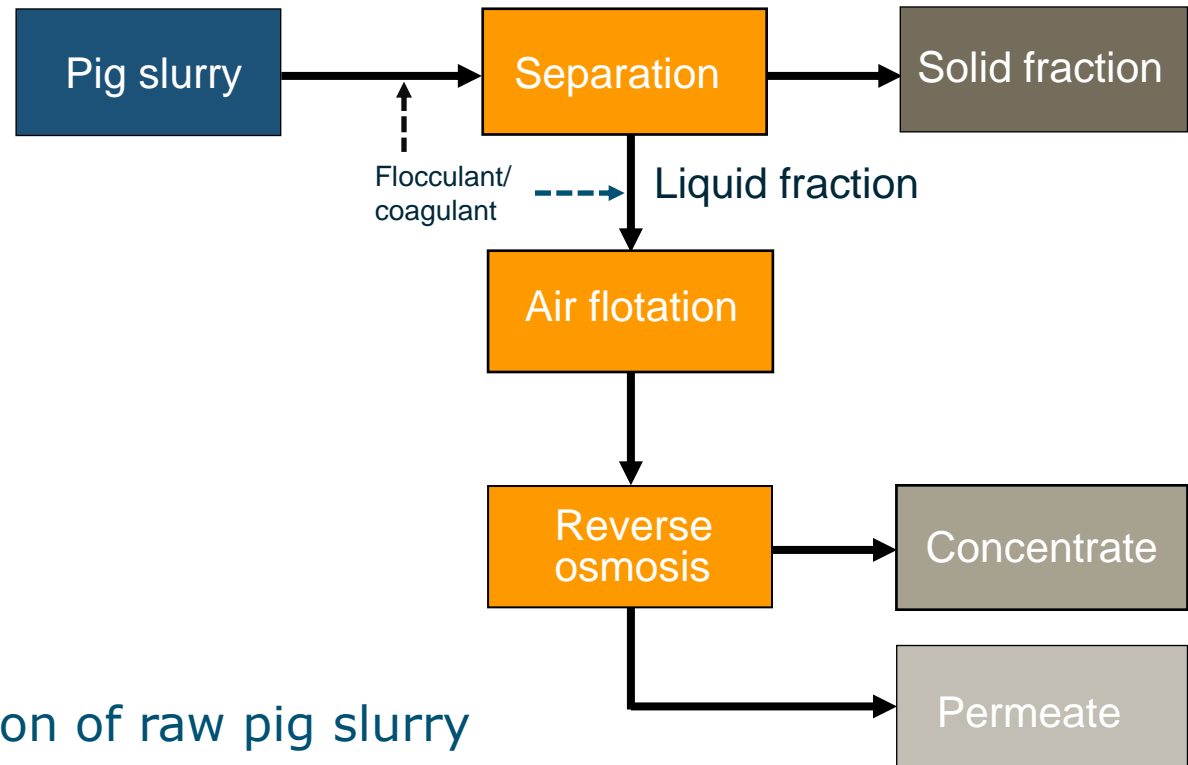 Pig slurry
Separation
Solid fraction
Flocculant/
coagulant
Liquid fraction
Air flotation
Reverse
osmosis
Concentrate
Permeate
on of raw pig slurry